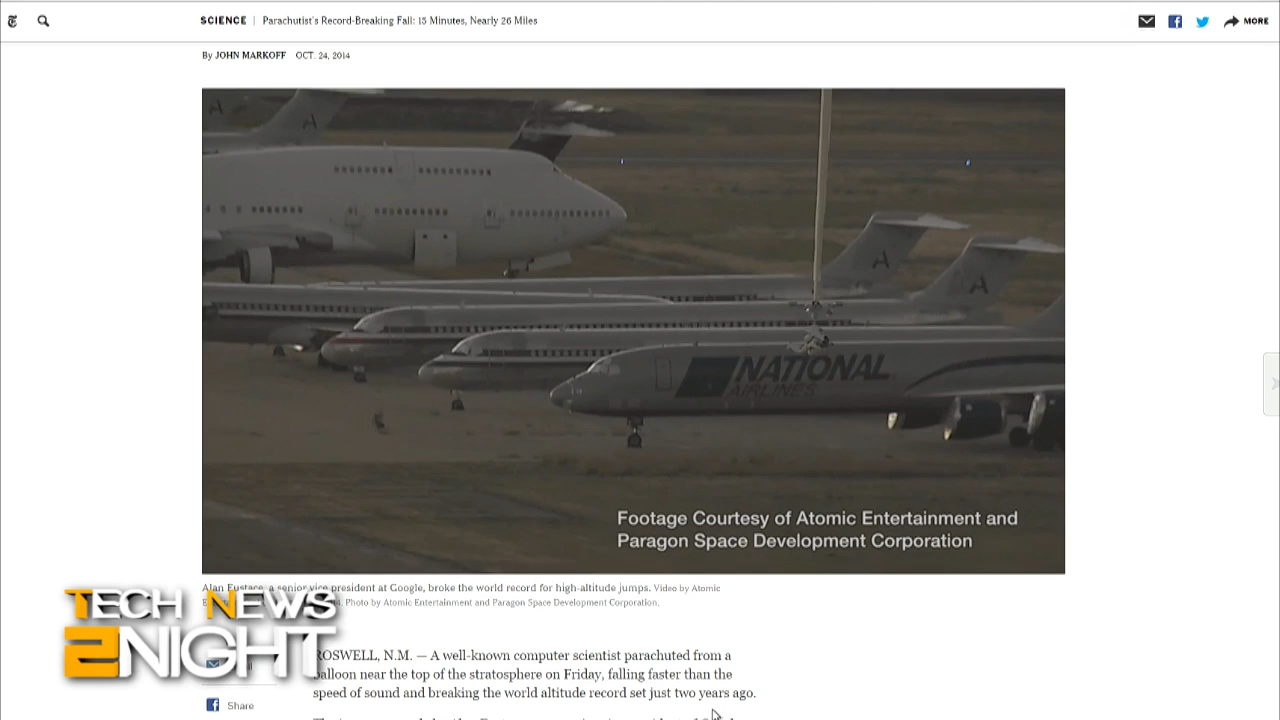 SCIENCE | Parachutist's Record-Breaking Fall: 15 Minutes, Nearly 26 Miles
MORE
By JOHN MARKOFF OCT. 24, 2014
A
A
A
A
NATIONAL
AIRLINES
Footage Courtesy of Atomic Entertainment and
Paragon Space Development Corporation
Alan Eustace, a senior vice president at Google, broke the world record for high-altitude jumps. Video by Atomic
Photo by Atomic Entertainment and Paragon Space Development Corporation.
TECH NEWS
2NIGHT
ROSWELL, N.M. — A well-known computer scientist parachuted from a
balloon near the top of the stratosphere on Friday, falling faster than the
speed of sound and breaking the world altitude record set just two years ago.
Share